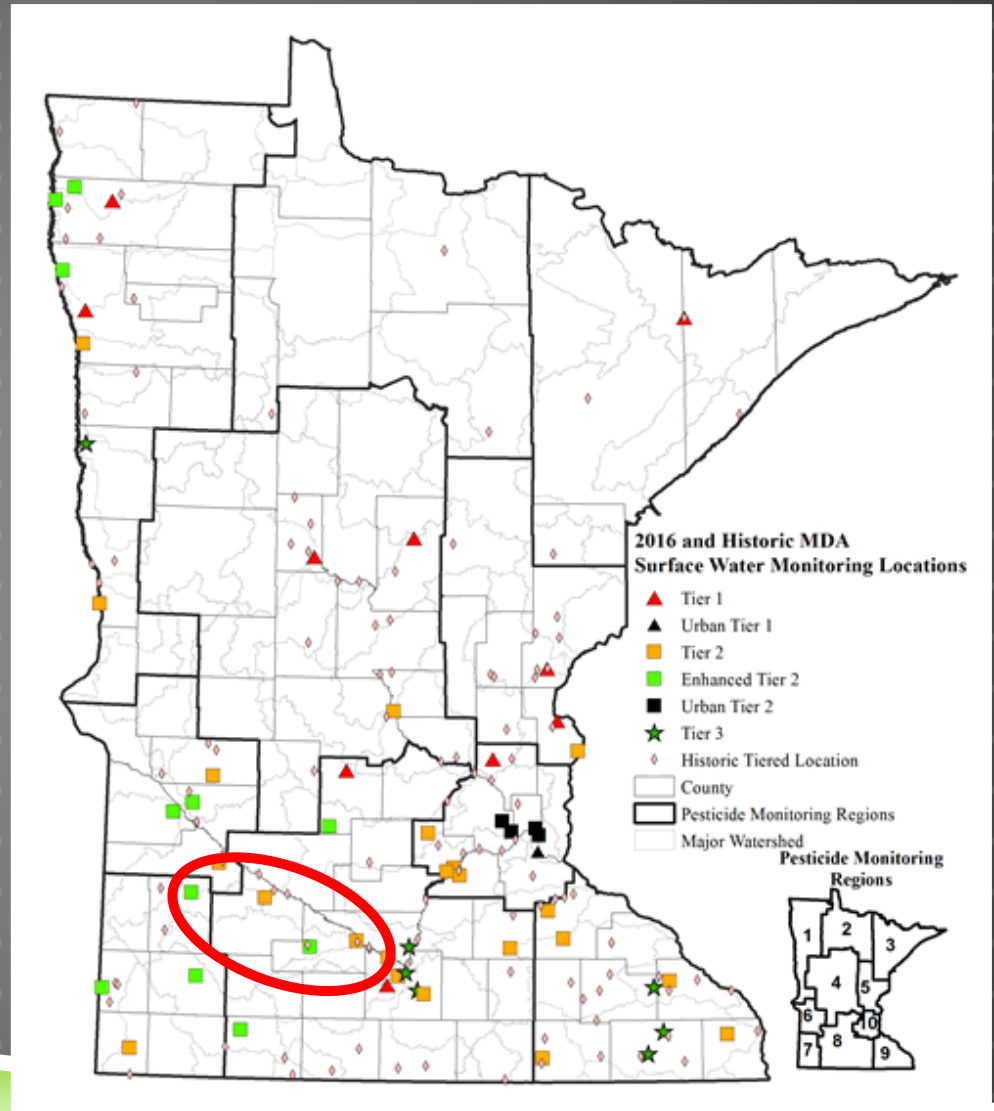 2016 and Historic MDA
Surface Water Monitoring Locations
Tier 1
Urban Tier 1
Tier 2
Enhanced Tier 2
Urban Tier 2
Tier 3
Historic Tiered Location
County
Pesticide Monitoring Regions
Major Watershed
Pesticide Monitoring
Regions
1
2
3
4
5
6
10
7
8
9